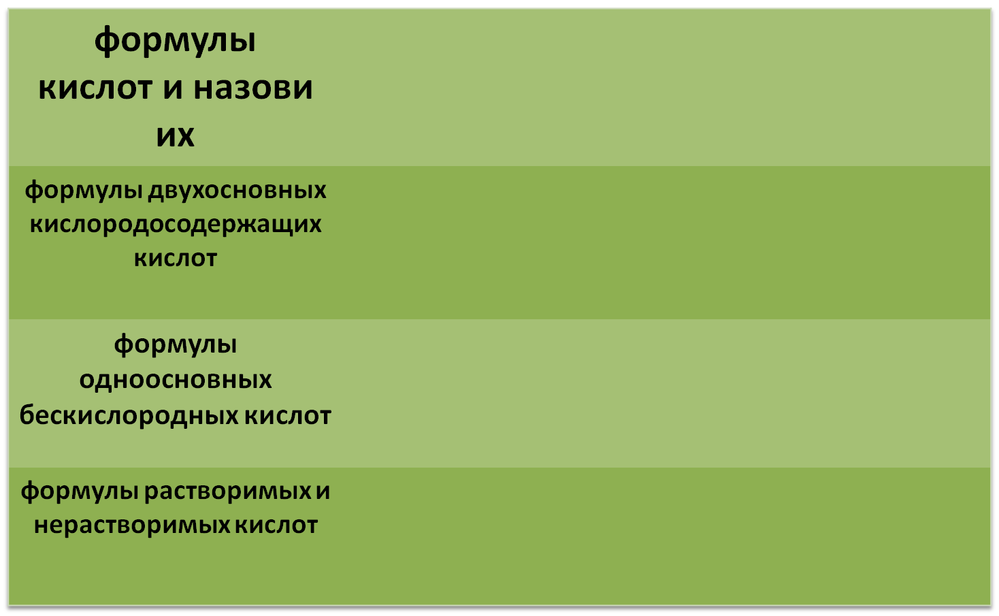 формулы
кислот и назови
их
формулы двухосновных
кислородосодержащих
кислот
формулы
одноосновных
бескислородных кислот
формулы растворимых и
нерастворимых кислот